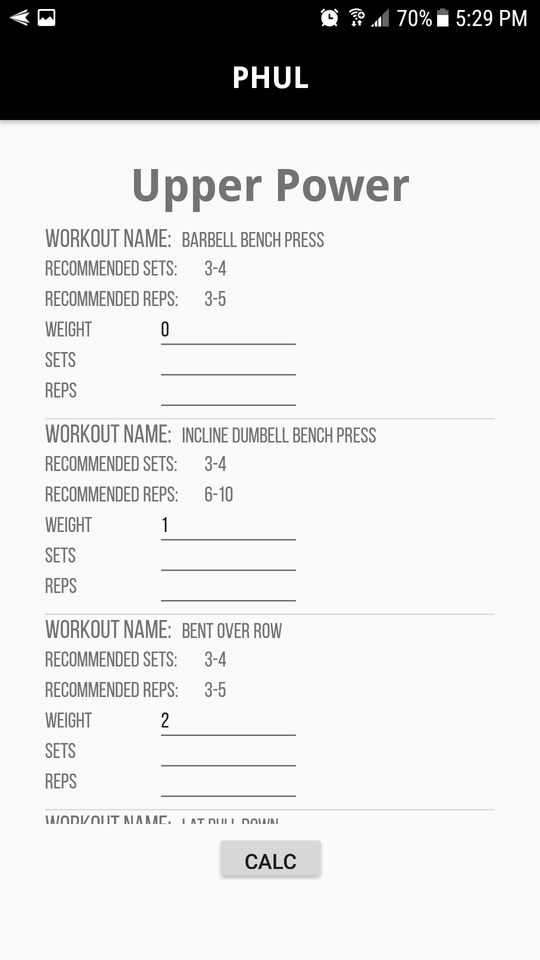 70% 5:29 PM
PHUL
Upper Power
WORKOUT NAME: BARBELL BENCH PRESS
RECOMMENDED SETS: 3-4
RECOMMENDED REPS: 3-5
WEIGHT 0
SETS
REPS
WORKOUT NAME: INCLINE DUMBELL BENCH PRESS
RECOMMENDED SETS: 3-4
RECOMMENDED REPS: 6-10
WEIGHT 1
SETS
REPS
WORKOUT NAME: BENT OVER ROW
RECOMMENDED SETS: 3-4
RECOMMENDED REPS: 3-5
WEIGHT 2
SETS
REPS
WORKOUT NAME: LAT PULL DOWN
CALC